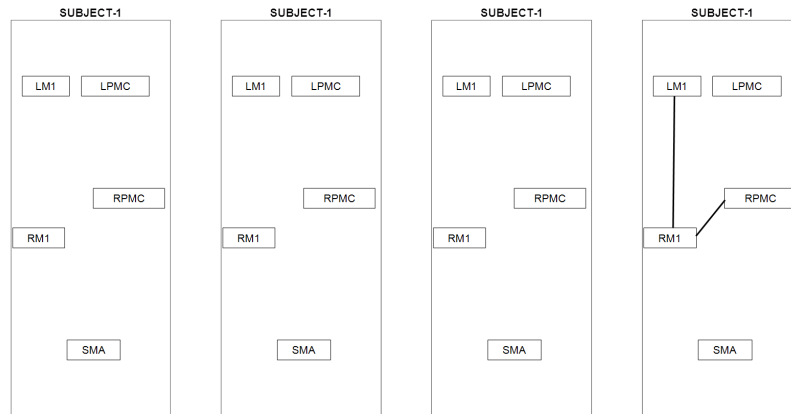 SUBJECT-1 SUBJECT-1 SUBJECT-1 SUBJECT-1
LM1 LPMC LM1 LPMC LM1 LPMC LM1 LPMC
RPMC RPMC RPMC RPMC
RM1 RM1 RM1 RM1
SMA SMA SMA SMA